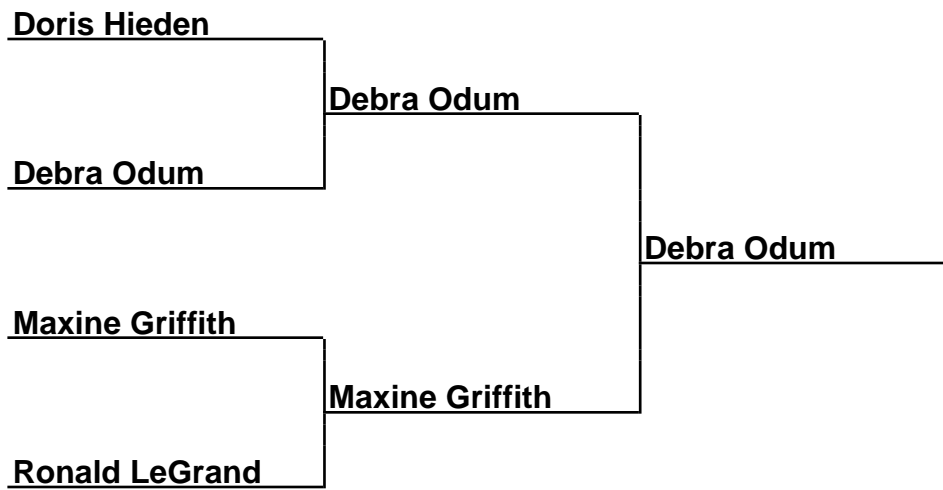 Doris Hieden
Debra Odum
Debra Odum
Debra Odum
Maxine Griffith
Maxine Griffith
Ronald LeGrand